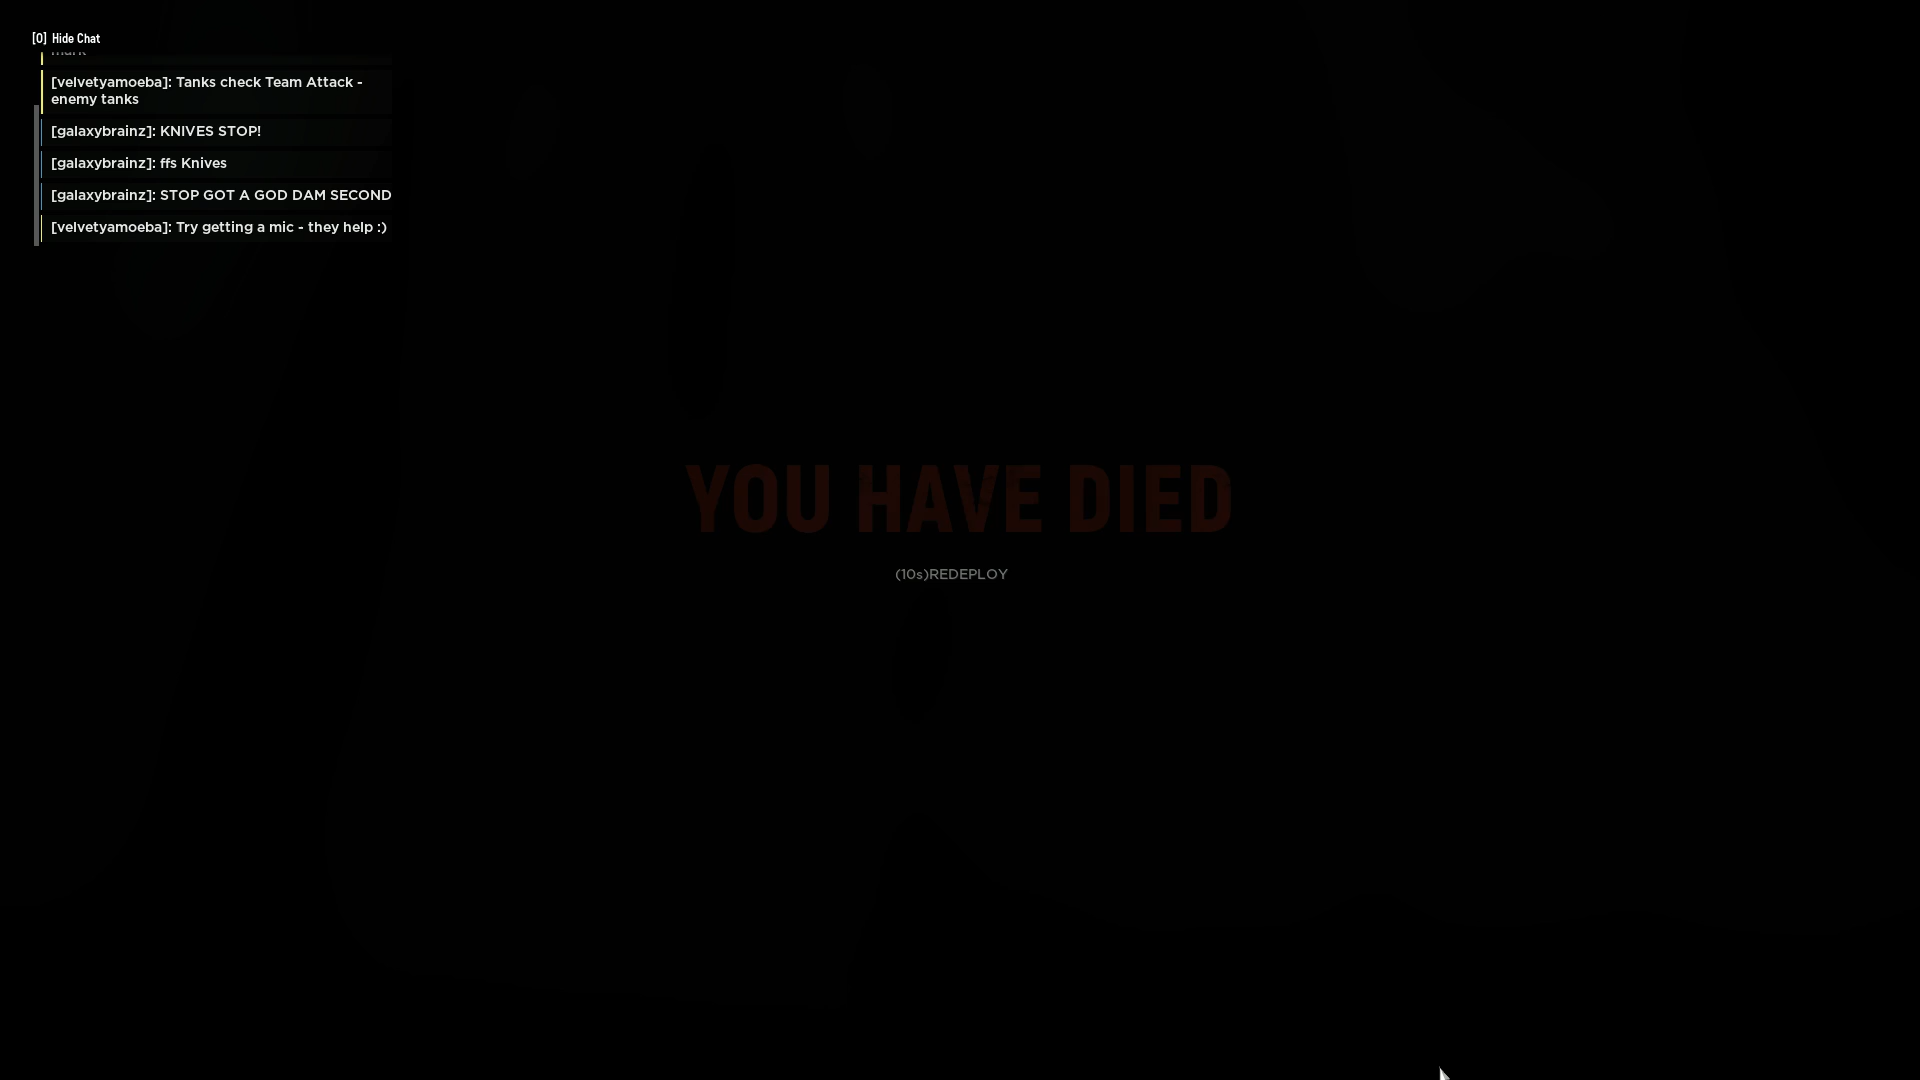 [O] Hide Chat
[velvetyamoeba]: Tanks check Team Attack -
enemy tanks
[galaxybrainz]: KNIVES STOP!
[galaxybrainz]: ffs Knives
[galaxybrainz]: STOP GOT A GOD DAM SECOND
[velvetyamoeba]: Try getting a mic - they help :)
YOU HAVE DIED
(10s)REDEPLOY